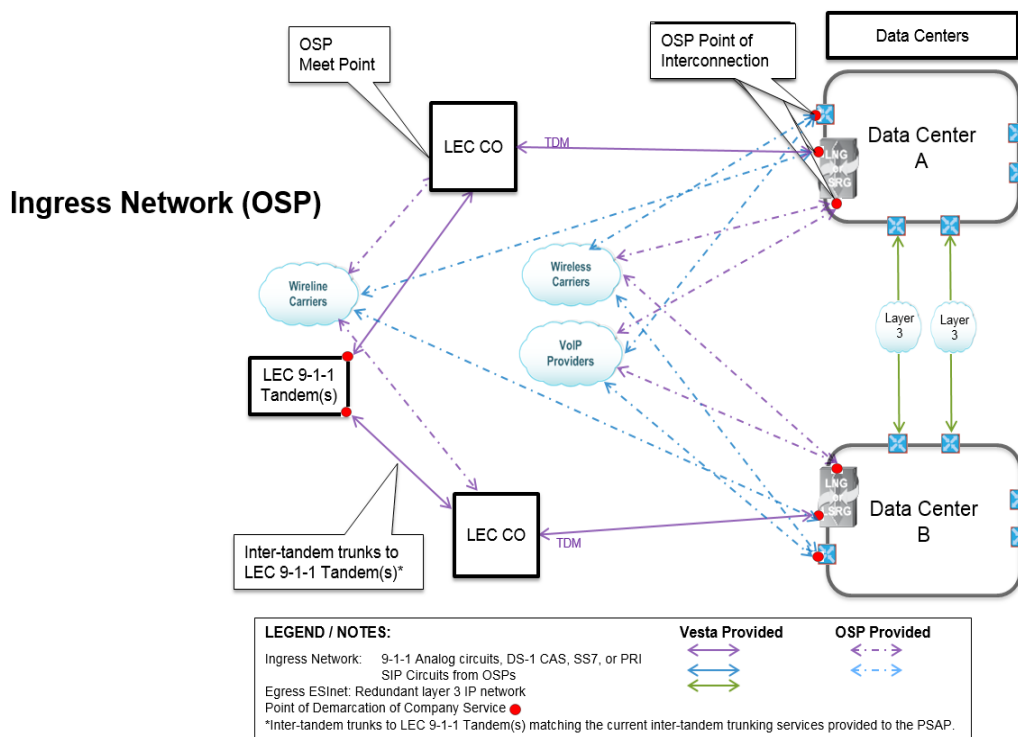 OSP
Meet Point
OSP Point of
Interconnection
Data Centers
LEC CO
TDM
LNG
or
LSRG
Data Center
A
Ingress Network (OSP)
Wireline
Carriers
Wireless
Carriers
VoIP
Providers
Layer
3
Layer
3
LEC 9-1-1
Tandem(s)
Inter-tandem trunks to
LEC 9-1-1 Tandem(s)*
LEC CO
TDM
LNG
or
LSRG
Data Center
B
LEGEND / NOTES:
Vesta Provided
OSP Provided
Ingress Network: 9-1-1 Analog circuits, DS-1 CAS, SS7, or PRI
SIP Circuits from OSPs
Egress ESInet: Redundant layer 3 IP network
Point of Demarcation of Company Service
*Inter-tandem trunks to LEC 9-1-1 Tandem(s) matching the current inter-tandem trunking services provided to the PSAP.